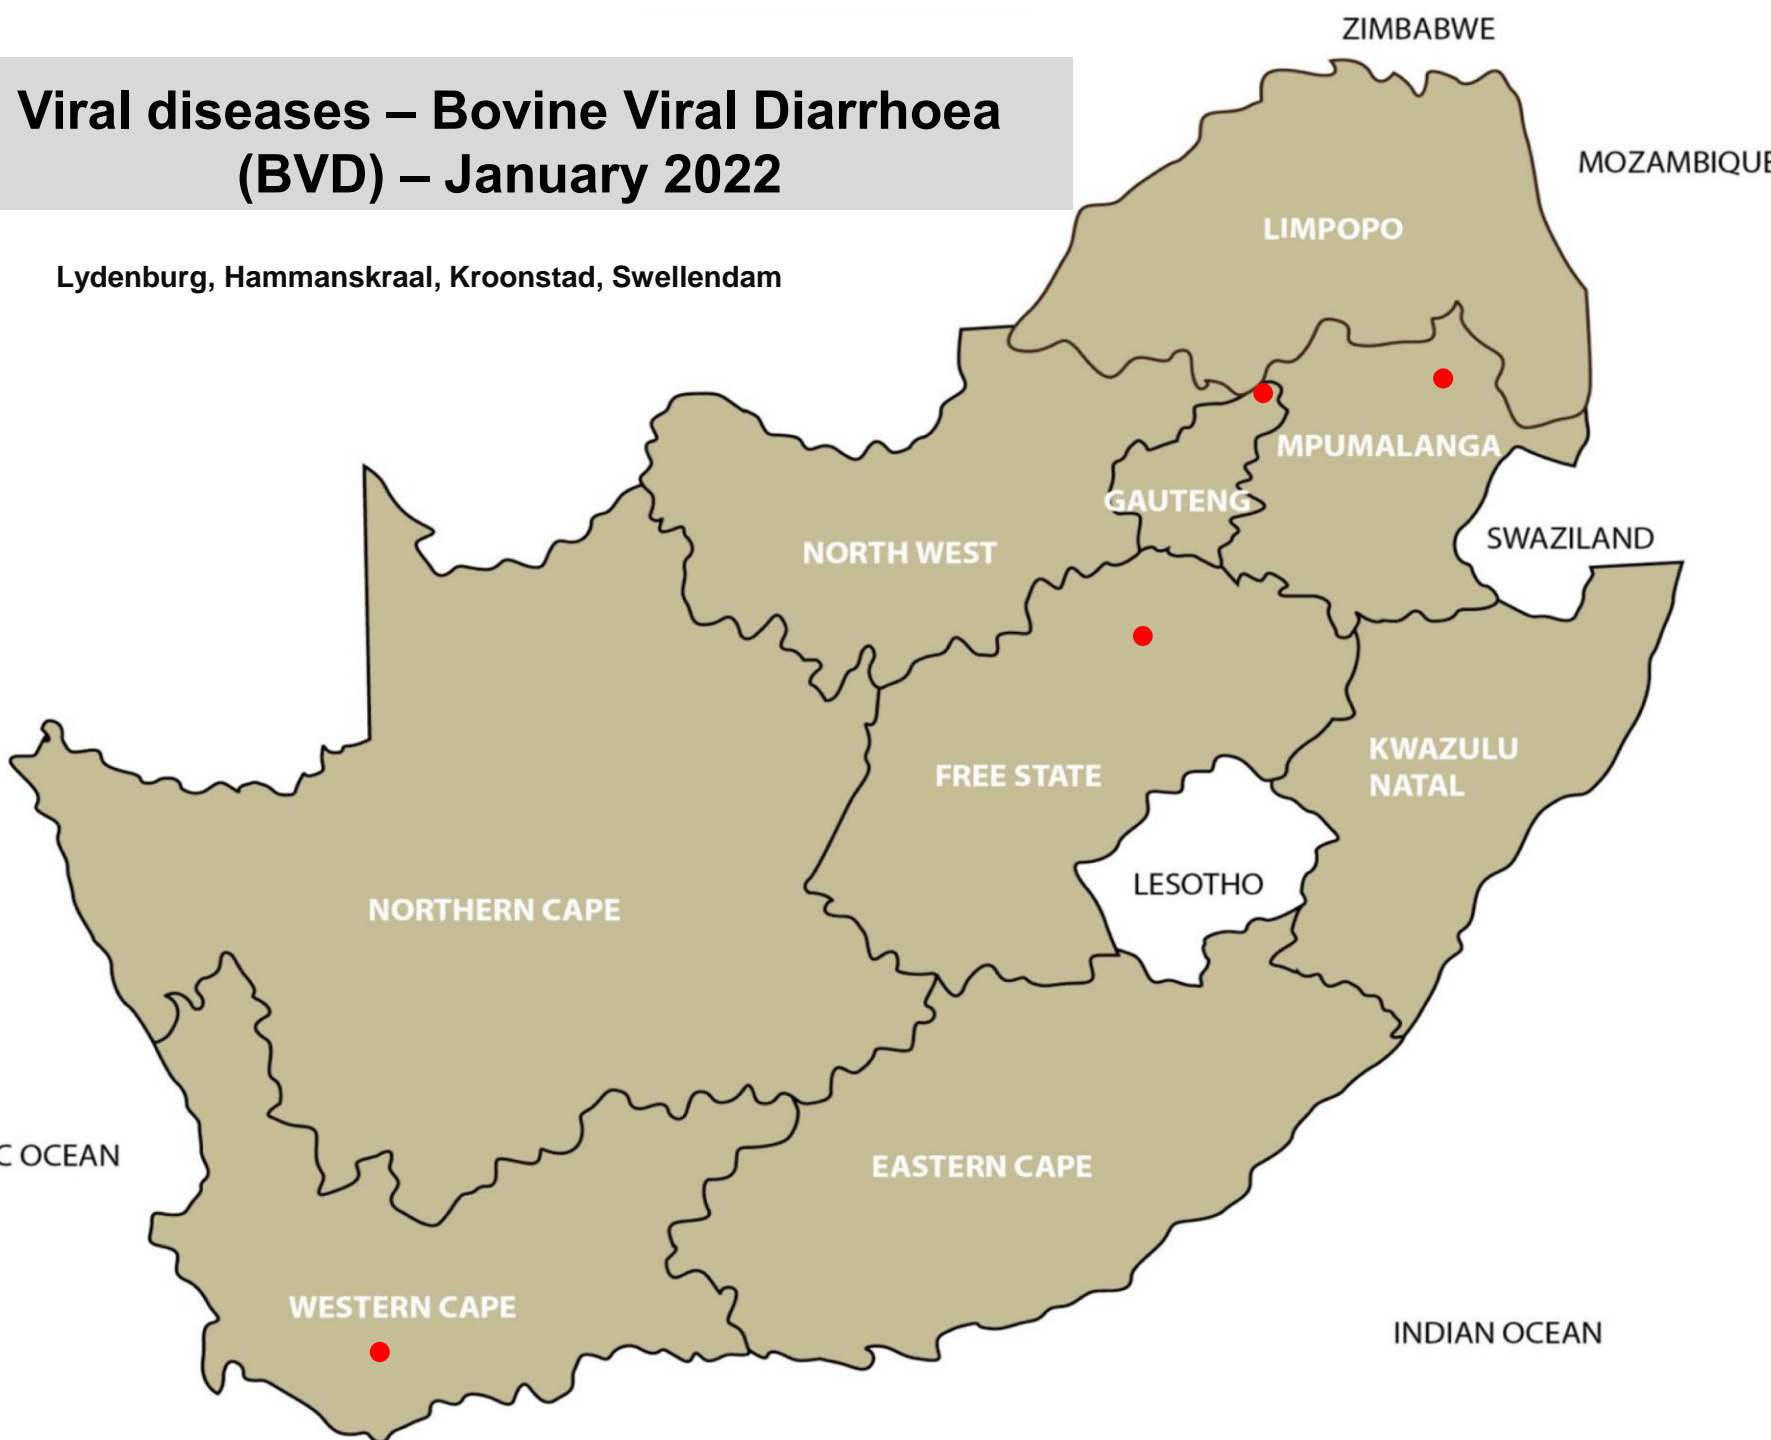 ZIMBABWE
Viral diseases – Bovine Viral Diarrhoea
(BVD) – January 2022
MOZAMBIQUE
LIMPOPO
Lydenburg, Hammanskraal, Kroonstad, Swellendam
MPUMALANGA
GAUTENG
SWAZILAND
NORTH WEST
KWAZULU
NATAL
FREE STATE
LESOTHO
NORTHERN CAPE
C OCEAN
EASTERN CAPE
WESTERN CAPE
INDIAN OCEAN